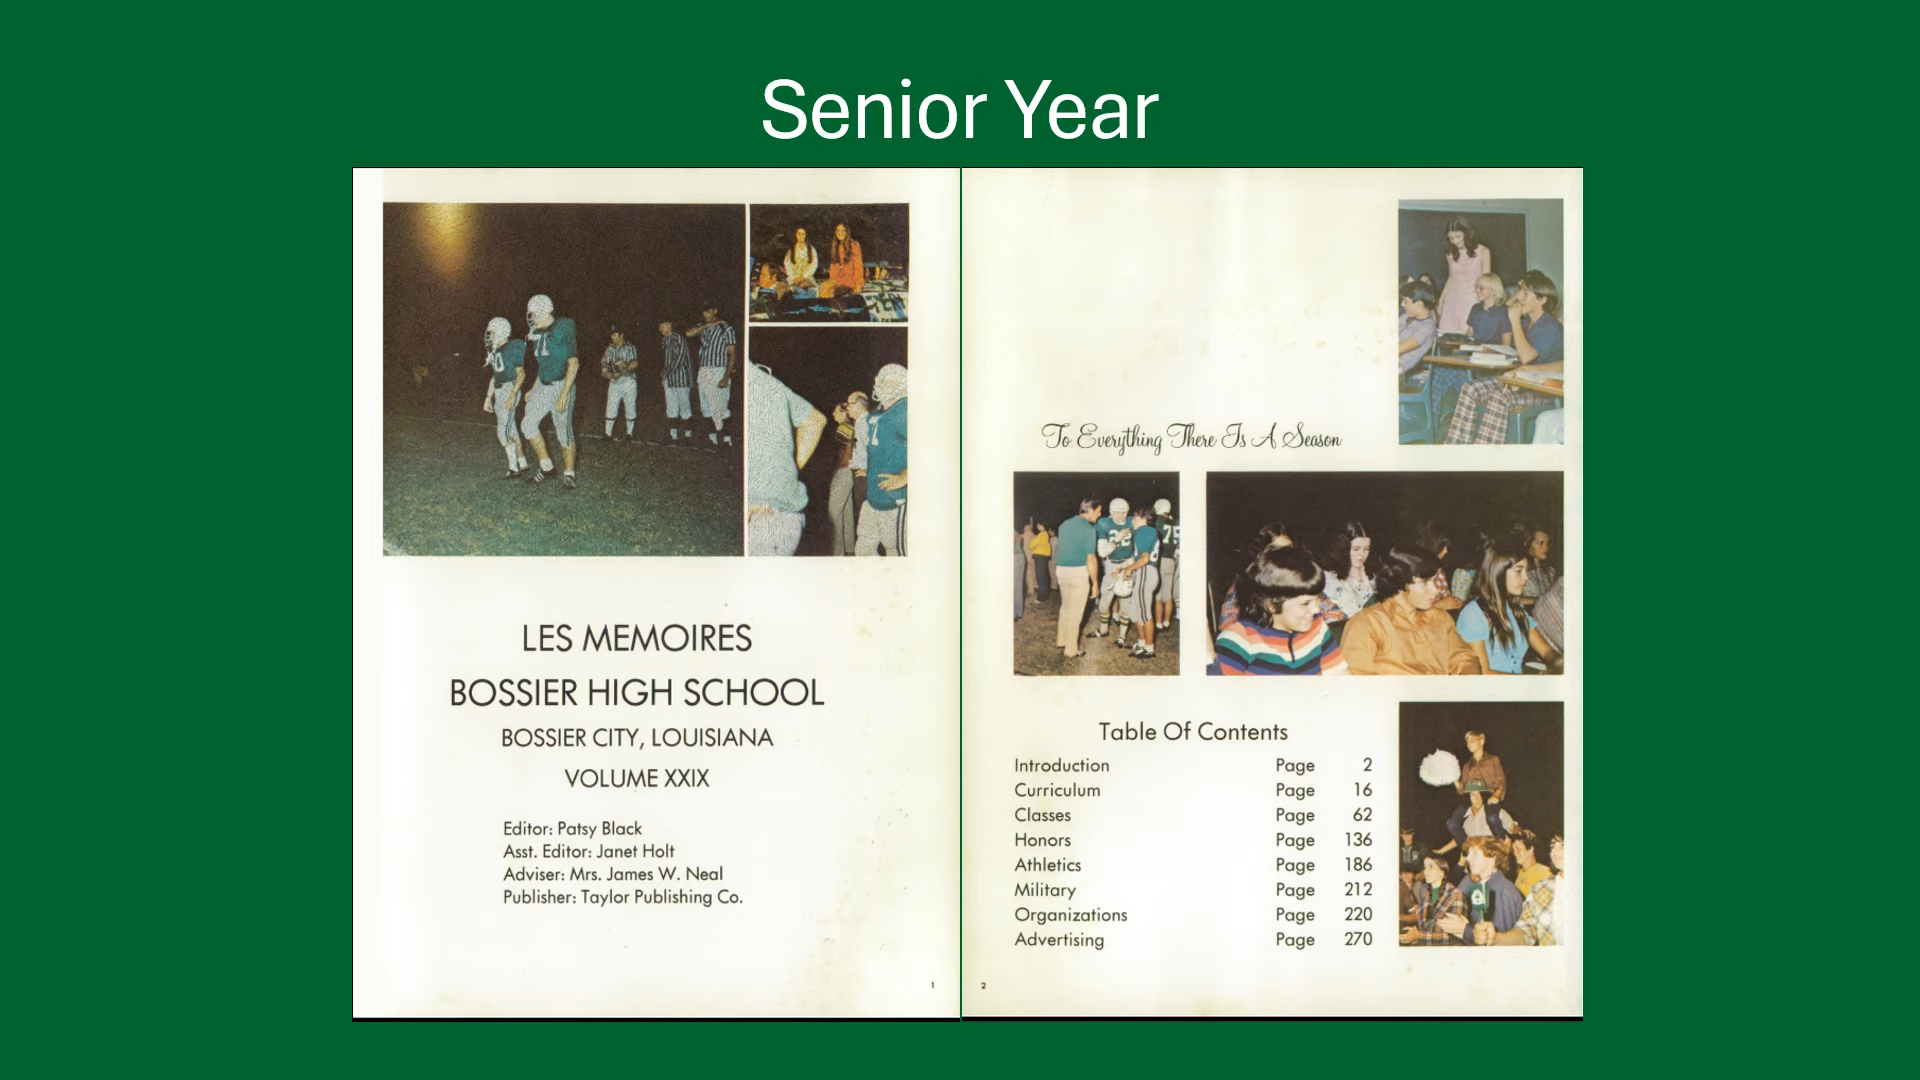 Senior Year
LES MEMOIRES
BOSSIER HIGH SCHOOL
BOSSIER CITY, LOUISIANA
VOLUME XXIX
Editor: Patsy Black
Asst. Editor: Janet Holt
Adviser: Mrs. James W. Neal
Publisher: Taylor Publishing Co.
1
To Everything There Is A Season
Table Of Contents
Introduction Page 2
Curriculum Page 16
Classes Page 62
Honors Page 136
Athletics Page 186
Military Page 212
Organizations Page 220
Advertising Page 270
2
71
75